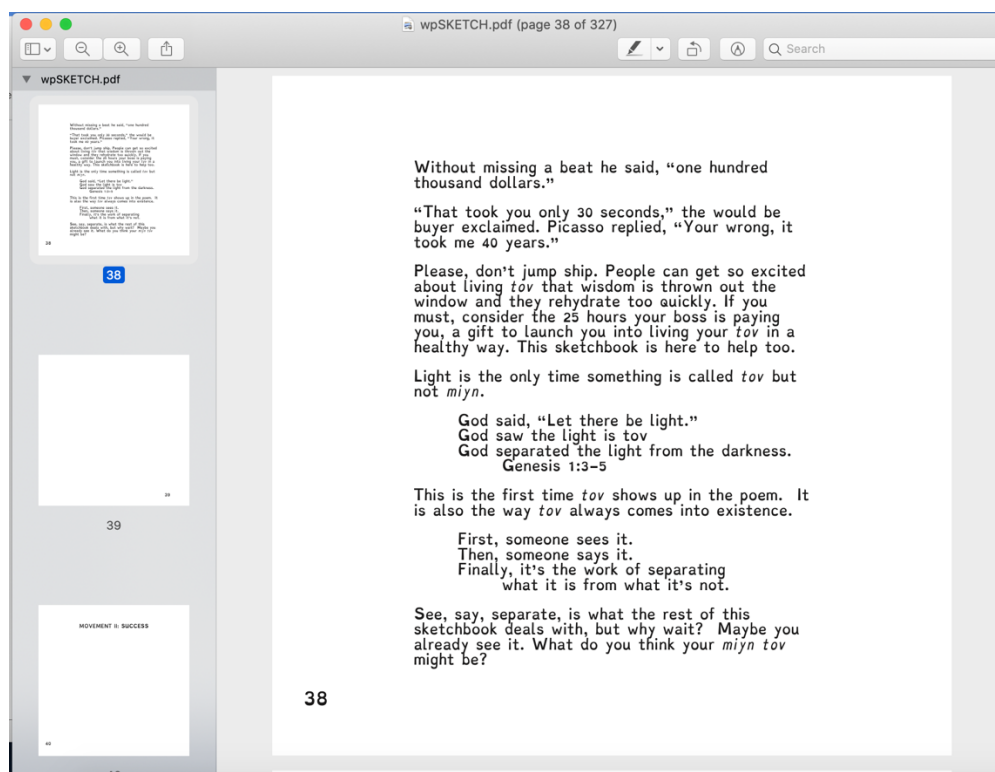 wpSKETCH.pdf (page 38 of 327)
Search
wpSKETCH.pdf
Without missing a beat he said, “one hundred
thousand dollars.”
“That took you only 30 seconds,” the would be
buyer exclaimed. Picasso replied, “Your wrong, it
took me 40 years.”
Please, don’t jump ship. People can get so excited
about living tov that wisdom is thrown out the
window and they rehydrate too quickly. If you
must, consider the 25 hours your boss is paying
you, a gift to launch you into living your tov in a
healthy way. This sketchbook is here to help too.
Light is the only time something is called tov but
not miyn.
God said, “Let there be light.”
God saw the light is tov
God separated the light from the darkness.
Genesis 1:3–5
This is the first time tov shows up in the poem.  It
is also the way tov always comes into existence.
First, someone sees it.
Then, someone says it.
Finally, it’s the work of separating
what it is from what it’s not.
See, say, separate, is what the rest of this
sketchbook deals with, but why wait?  Maybe you
already see it. What do you think your miyn tov
might be?
38
38
39
39
MOVEMENT II: SUCCESS
40